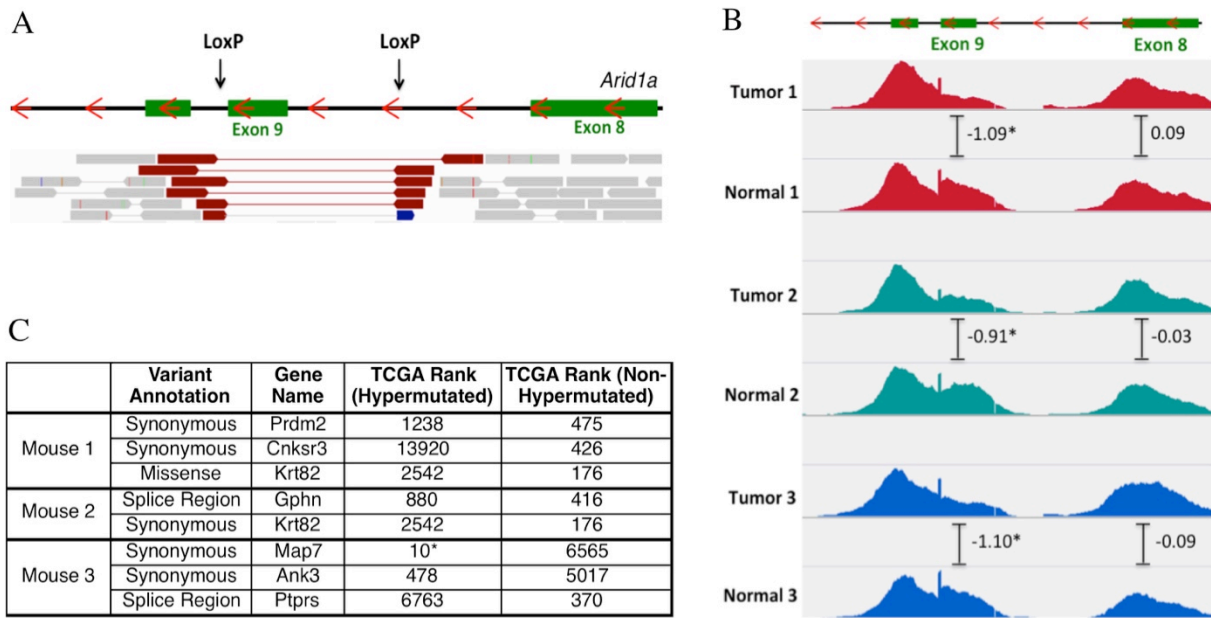 A
LoxP LoxP
Arid1a
Exon 9 Exon 8
B
Exon 9 Exon 8
Tumor 1
-1.09* 0.09
Normal 1
Tumor 2
-0.91* -0.03
Normal 2
Tumor 3
-1.10* -0.09
Normal 3
C
Variant Annotation Gene Name TCGA Rank (Hypermutated) TCGA Rank (Non-Hypermutated)
Mouse 1 Synonymous Prdm2 1238 475
Synonymous Cnksr3 13920 426
Missense Krt82 2542 176
Mouse 2 Splice Region Gphn 880 416
Synonymous Krt82 2542 176
Mouse 3 Synonymous Map7 10* 6565
Synonymous Ank3 478 5017
Splice Region Ptprs 6763 370